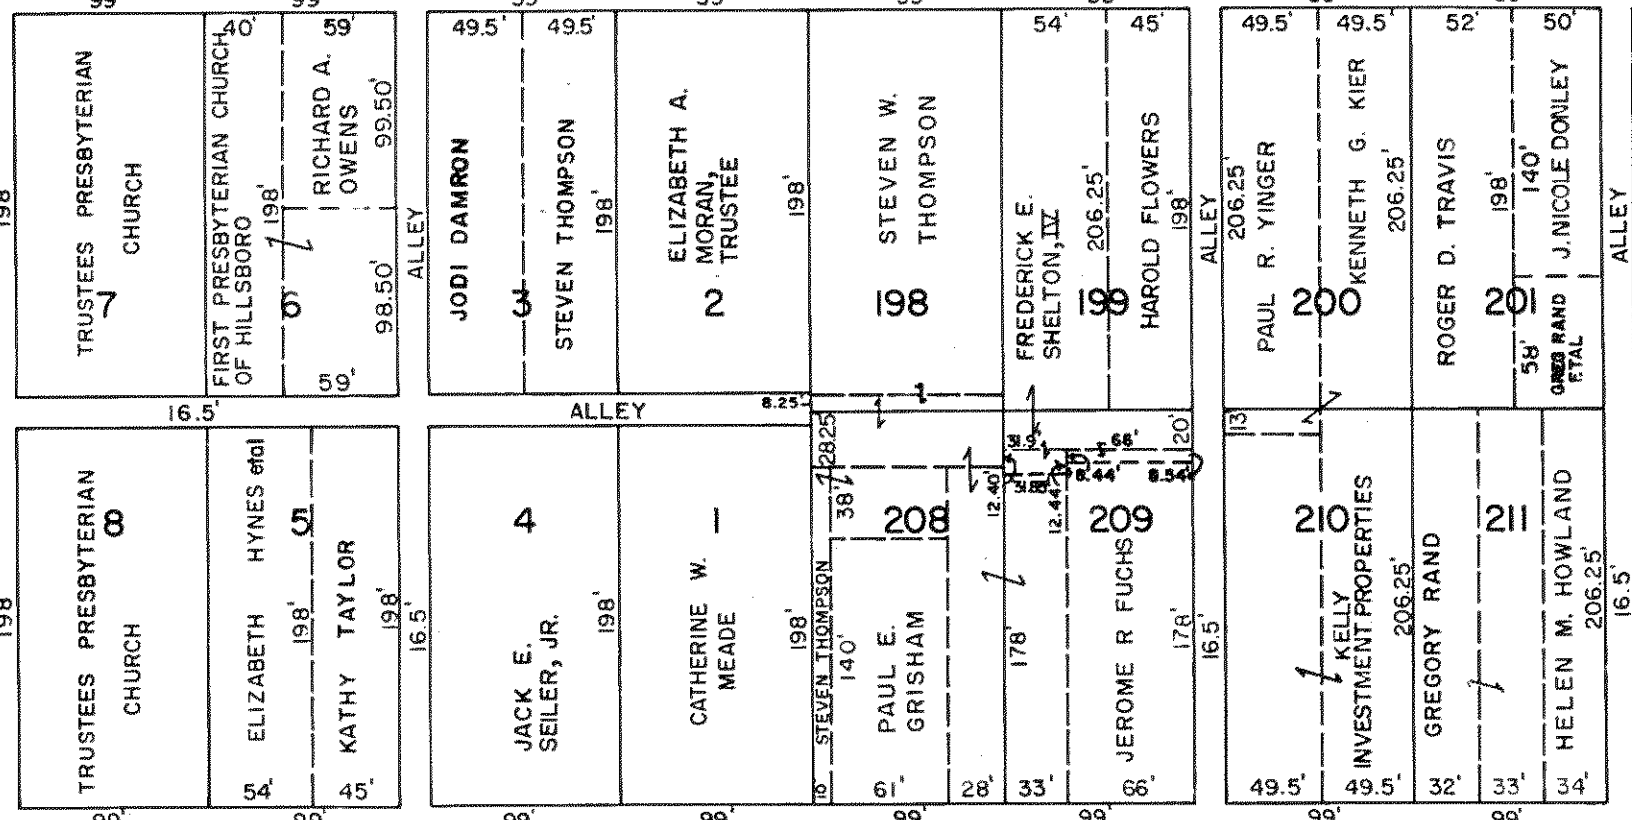 99'
99'
99'
99'
99'
99'
99'
99'
40'
59'
49.5'
49.5'
54'
45'
49.5'
49.5'
52'
50'
198
TRUSTEES PRESBYTERIAN
CHURCH
7
FIRST PRESBYTERIAN CHURCH
OF HILLSBORO
198'
RICHARD A.
OWENS
99.50'
98.50'
6
59'
ALLEY
JODI DAMRON
3
STEVEN THOMPSON
198'
ELIZABETH A.
MORAN,
TRUSTEE
198'
2
STEVEN W.
THOMPSON
198
FREDERICK E.
SHELTON, IV
206.25'
199
HAROLD FLOWERS
198'
ALLEY
206.25'
PAUL R. YINGER
200
KENNETH G. KIER
206.25'
ROGER D. TRAVIS
198'
201
140'
58'
J. NICOLE DONLEY
GREG RAND
ETAL
ALLEY
16.5'
ALLEY
8.25'
198
TRUSTEES PRESBYTERIAN
CHURCH
8
ELIZABETH HYNES etal
198'
5
KATHY TAYLOR
198'
54'
45'
16.5'
4
JACK E.
SEILER, JR.
198'
1
CATHERINE W.
MEADE
198'
28.25
STEVEN THOMPSON
10
38'
140'
208
PAUL E.
GRISHAM
61'
28'
12.40'
31.9'
66'
20'
12.44'
8.44'
8.54'
178'
33'
209
JEROME R FUCHS
178'
66'
16.5'
13'
210
KELLY
INVESTMENT PROPERTIES
206.25'
49.5'
49.5'
GREGORY RAND
32'
211
33'
HELEN M. HOWLAND
34'
206.25'
16.5'
99'
99'
99'
99'
99'
99'
99'